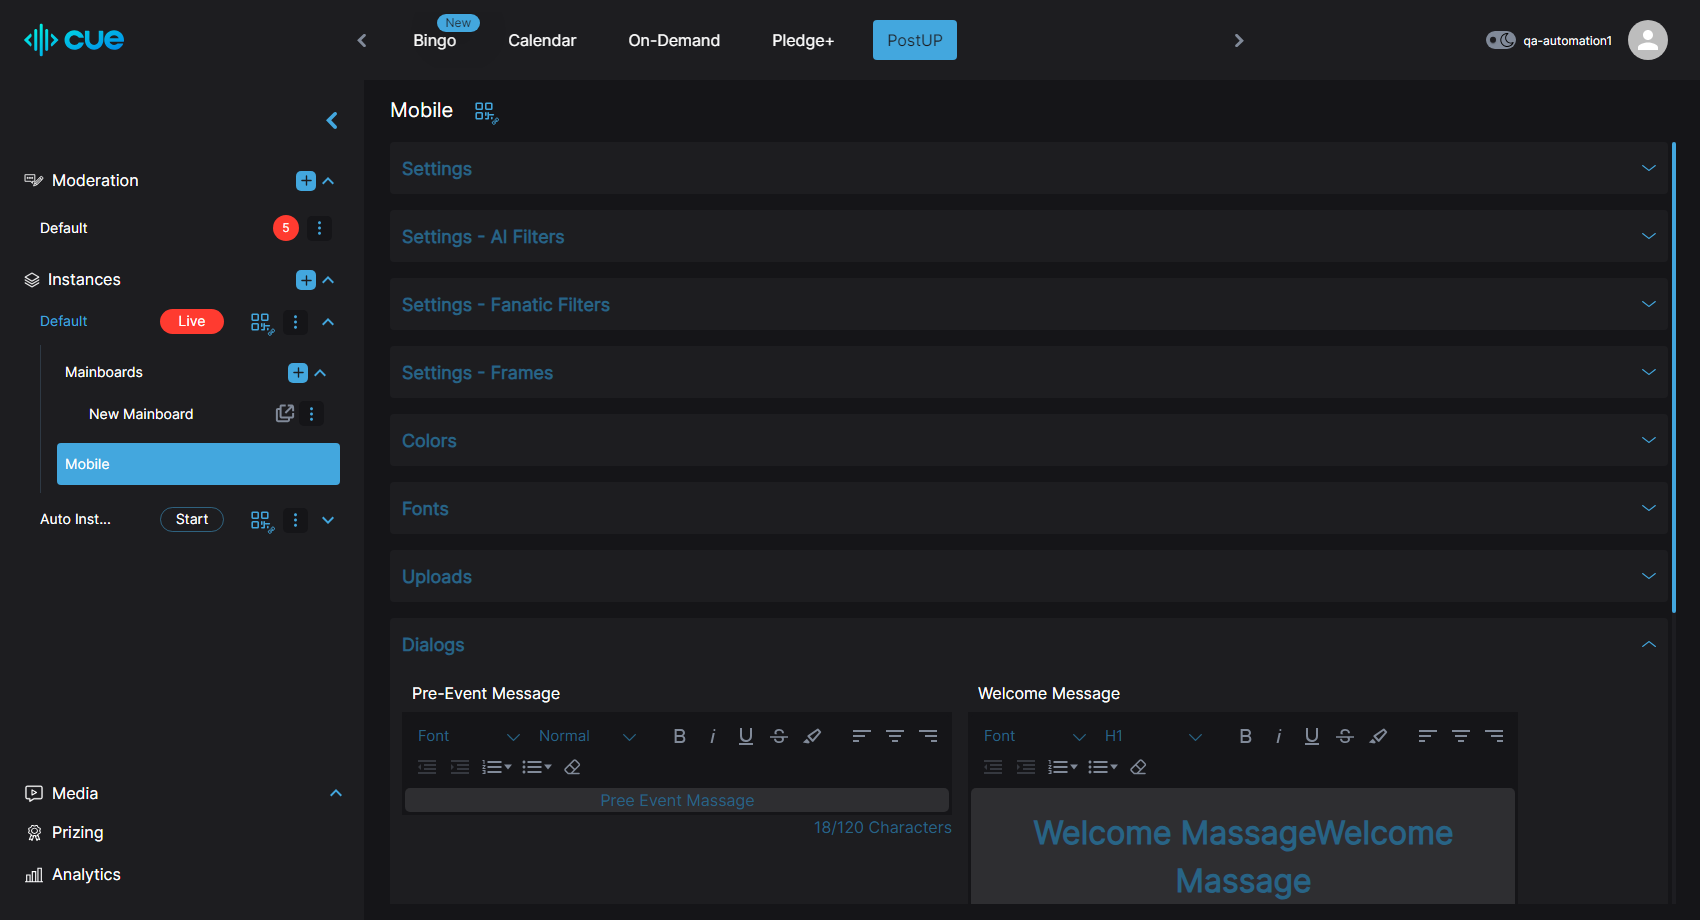 cue
New
Bingo
Calendar
On-Demand
Pledge+
PostUP
qa-automation1
Moderation
Default
5
Instances
Default
Live
Mainboards
New Mainboard
Mobile
Auto Inst...
Start
Media
Prizing
Analytics
Mobile
Settings
Settings - AI Filters
Settings - Fanatic Filters
Settings - Frames
Colors
Fonts
Uploads
Dialogs
Pre-Event Message
Font
Normal
B
i
U
S
Pree Event Massage
18/120 Characters
Welcome Message
Font
H1
B
i
U
S
Welcome MassageWelcome
Massage